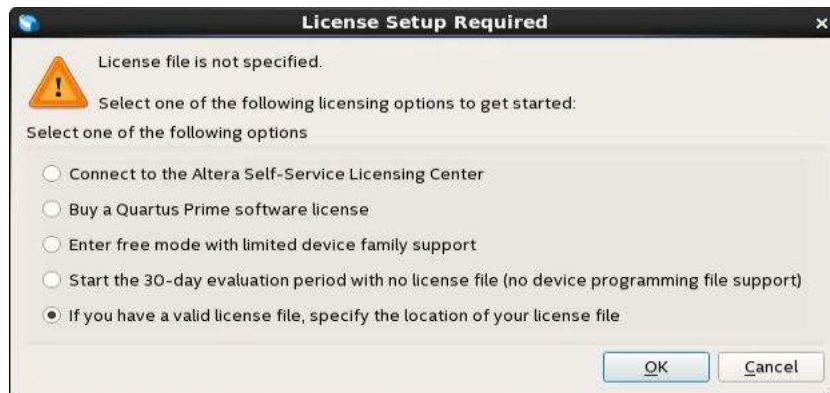 License Setup Required
License file is not specified.
Select one of the following licensing options to get started:
Select one of the following options
Connect to the Altera Self-Service Licensing Center
Buy a Quartus Prime software license
Enter free mode with limited device family support
Start the 30-day evaluation period with no license file (no device programming file support)
If you have a valid license file, specify the location of your license file
OK
Cancel